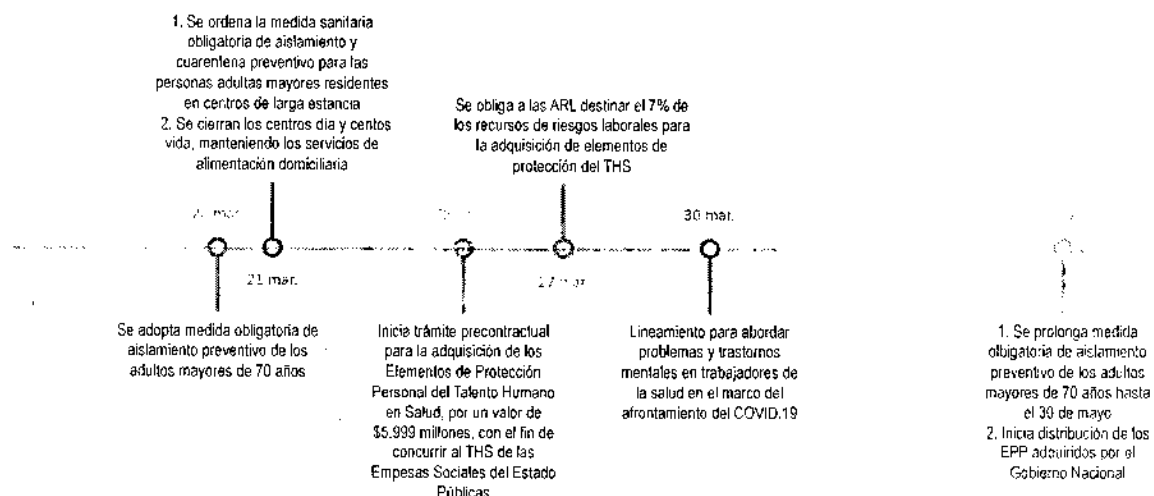 1. Se ordena la medida sanitaria
obligatoria de aislamiento y
cuarentena preventivo para las
personas adultas mayores residentes
en centros de larga estancia
2. Se cierran los centros dia y centos
vida, manteniendo los servicios de
alimentación domiciliaria
Se obliga a las ARL destinar el 7% de
los recursos de riesgos laborales para
la adquisición de elementos de
protección del THS
mar.
30 mar.
21 mar.
27 mar.
Se adopta medida obligatoria de
aislamiento preventivo de los
adultos mayores de 70 años
Inicia trámite precontractual
para la adquisición de los
Elementos de Protección
Personal del Talento Humano
en Salud, por un valor de
$5.999 millones, con el fin de
concurrir al THS de las
Empesas Sociales del Estado
Públicas
Lineamiento para abordar
problemas y trastornos
mentales en trabajadores de
la salud en el marco del
afrontamiento del COVID.19
1. Se prolonga medida
olbigatoria de aislamiento
preventivo de los adultos
mayores de 70 años hasta
el 30 de mayo
2. Inicia distribución de los
EPP adquiridos por el
Gobierno Nacional